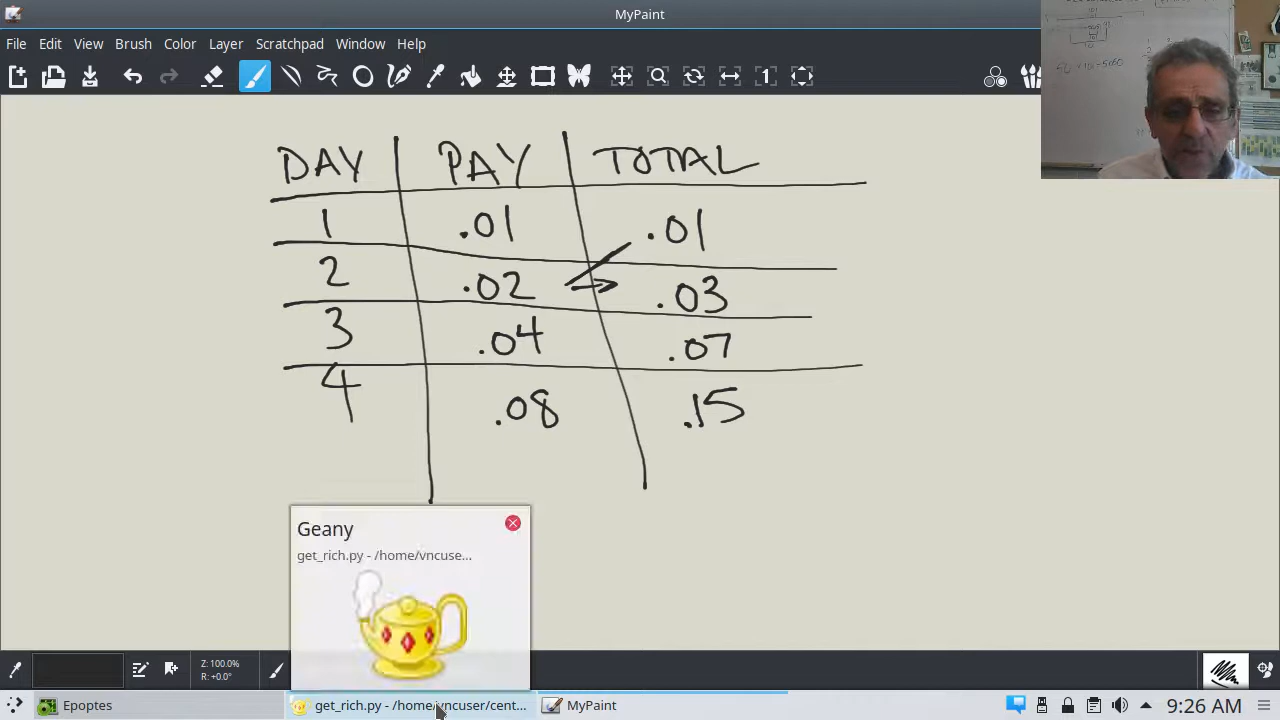 MyPaint
File Edit View Brush Color Layer Scratchpad Window Help
DAY PAY TOTAL
1 .01 .01
2 .02 .03
3 .04 .07
4 .08 .15
Geany
get_rich.py - /home/vncuse...
Z: 100.0%
R: +0.0°
Epoptes
get_rich.py - /home/vncuser/cent...
MyPaint
9:26 AM